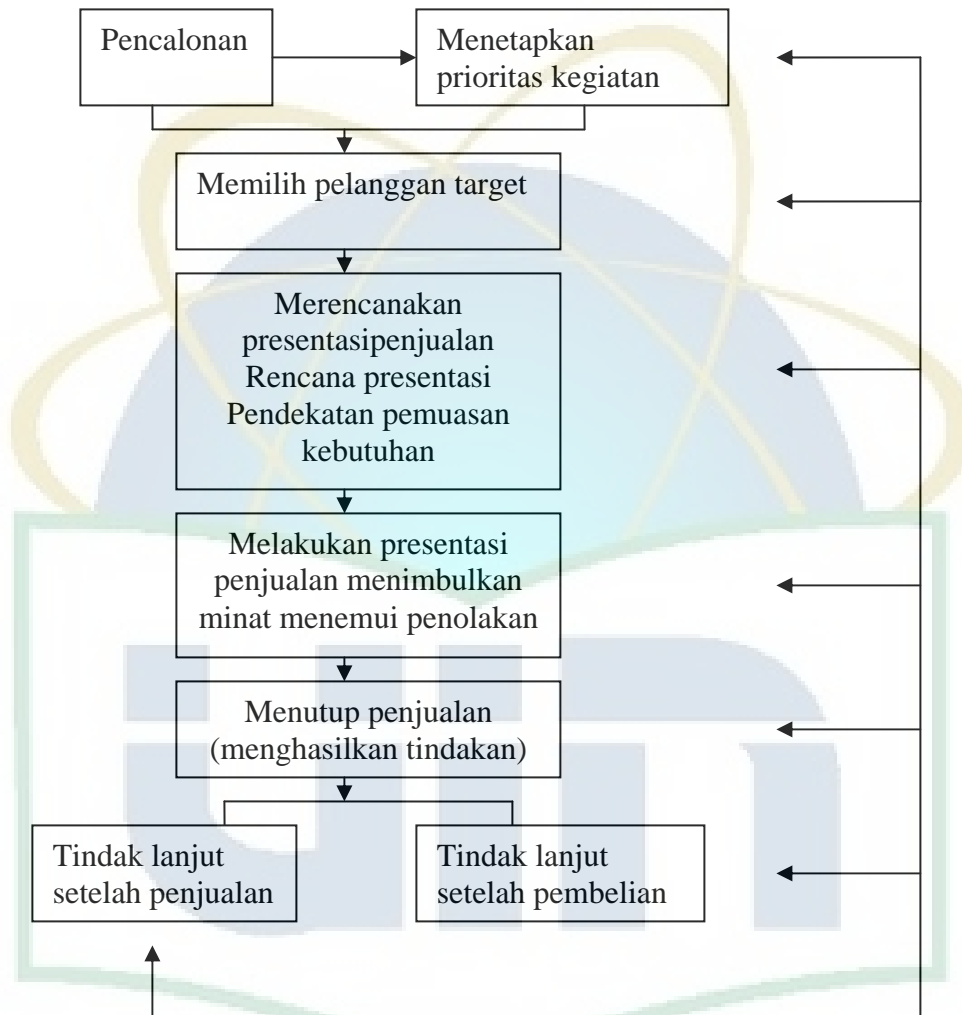 Pencalonan
Menetapkan
prioritas kegiatan
Memilih pelanggan target
Merencanakan
presentasipenjualan
Rencana presentasi
Pendekatan pemuasan
kebutuhan
Melakukan presentasi
penjualan menimbulkan
minat menemui penolakan
Menutup penjualan
(menghasilkan tindakan)
Tindak lanjut
setelah penjualan
Tindak lanjut
setelah pembelian
uin